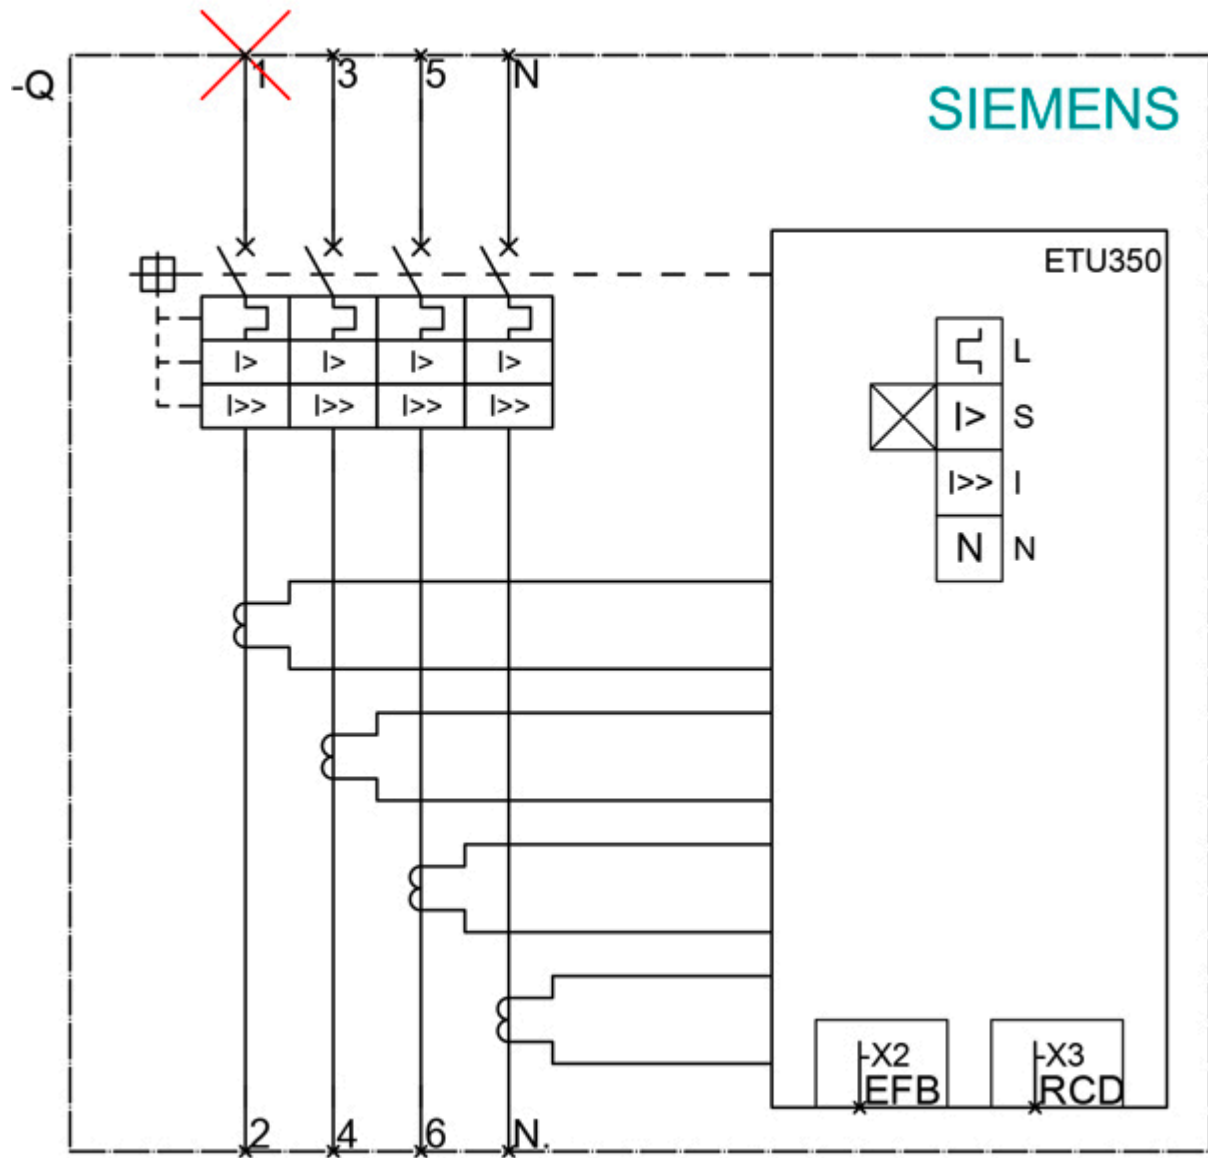 -Q
1 3 5 N
SIEMENS
ETU350
I> I> I> I>
I>> I>> I>> I>>
L
I> S
I>> I
N N
-X2 -X3
EFB RCD
2 4 6 N.